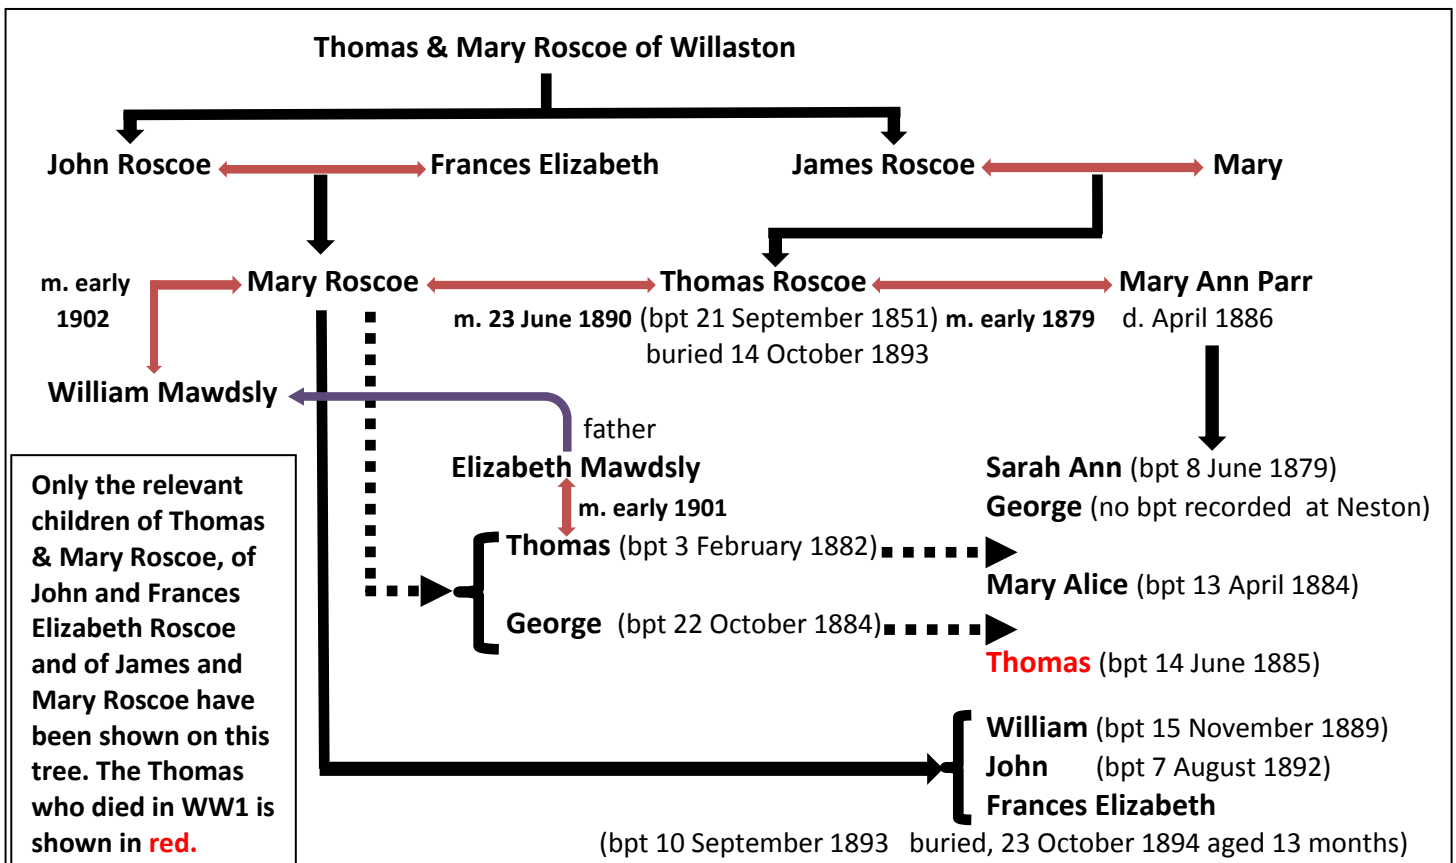 Thomas & Mary Roscoe of Willaston
John Roscoe
Frances Elizabeth
James Roscoe
Mary
m. early
1902
Mary Roscoe
Thomas Roscoe
Mary Ann Parr
m. 23 June 1890 (bpt 21 September 1851) m. early 1879 d. April 1886
buried 14 October 1893
William Mawdsly
father
Elizabeth Mawdsly
m. early 1901
Thomas (bpt 3 February 1882)
George (bpt 22 October 1884)
Sarah Ann (bpt 8 June 1879)
George (no bpt recorded at Neston)
Mary Alice (bpt 13 April 1884)
Thomas (bpt 14 June 1885)
William (bpt 15 November 1889)
John (bpt 7 August 1892)
Frances Elizabeth
(bpt 10 September 1893 buried, 23 October 1894 aged 13 months)
Only the relevant
children of Thomas
& Mary Roscoe, of
John and Frances
Elizabeth Roscoe
and of James and
Mary Roscoe have
been shown on this
tree. The Thomas
who died in WW1 is
shown in red.